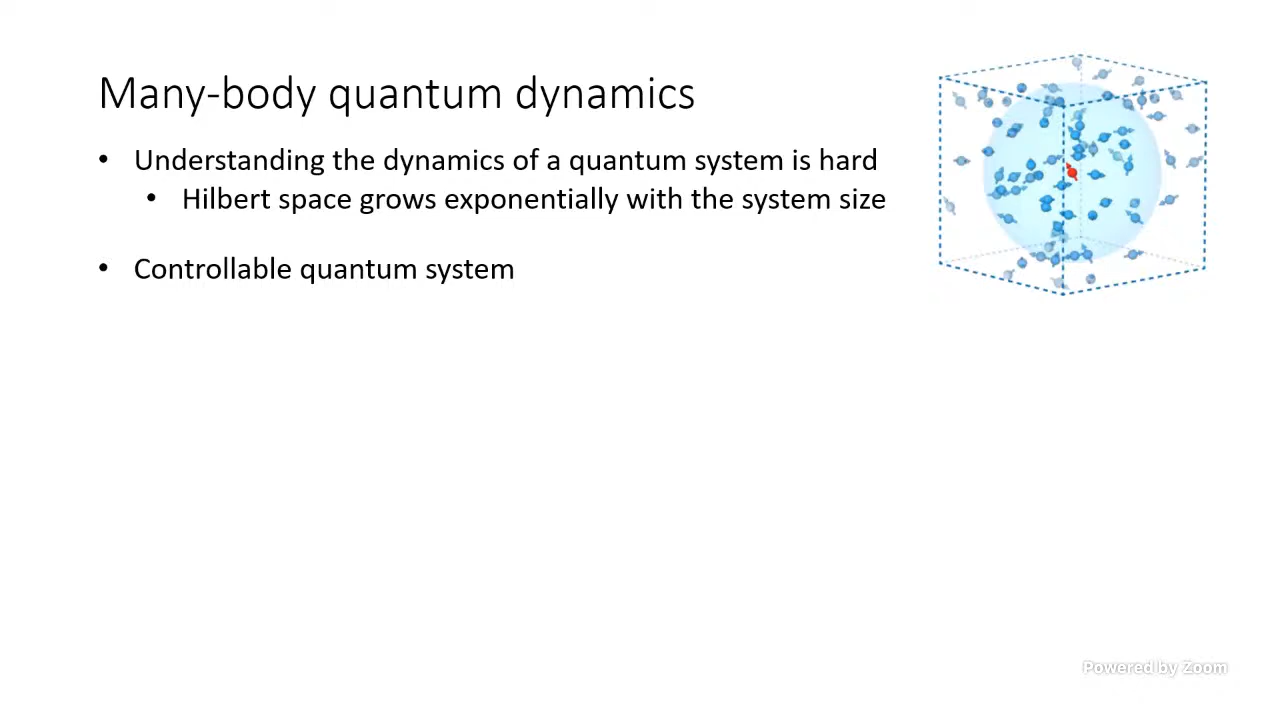 Many-body quantum dynamics
• Understanding the dynamics of a quantum system is hard
• Hilbert space grows exponentially with the system size
• Controllable quantum system
Powered by Zoom